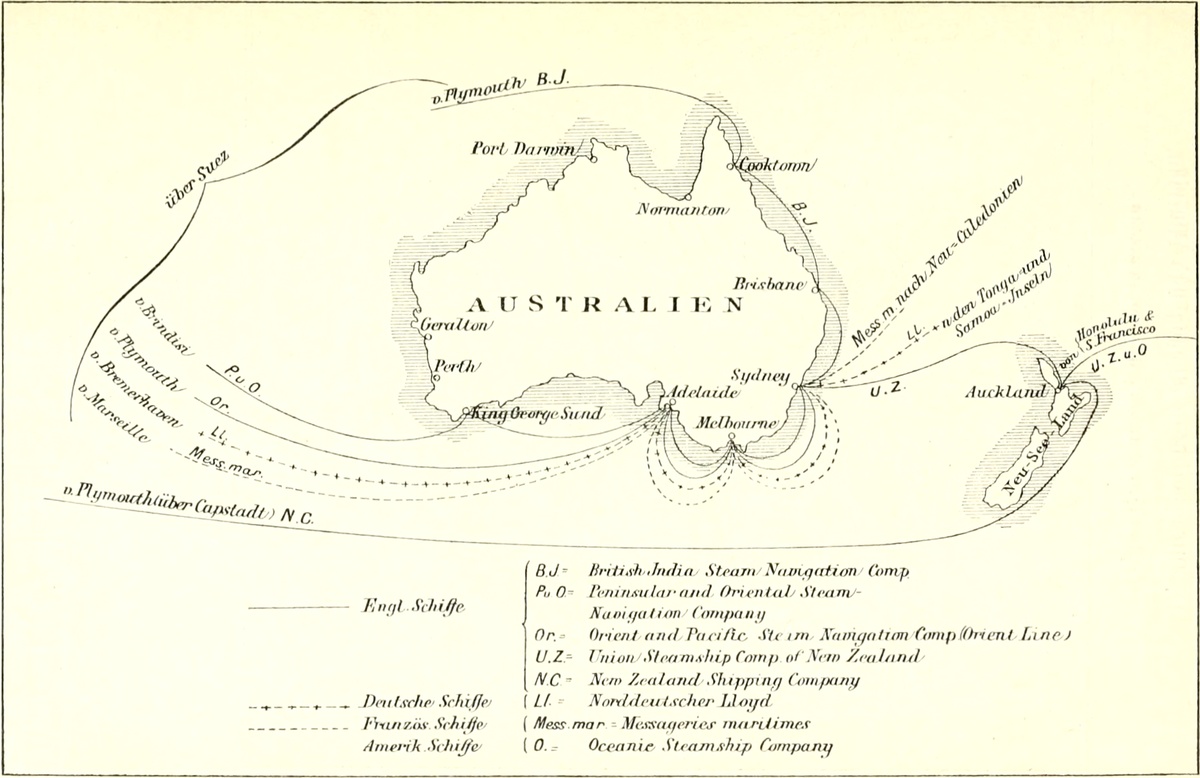 v. Plymouth B.J.
über Suez
Port Darwin
Cooktown
Normanton
B.J.
Mess. m. nach Neu-Caledonien
Brisbane
AUSTRALIEN
Ll.
n. den Tonga und
Samoa-Inseln
v. Brindisi
v. Plymouth
v. Bremerhaven
v. Marseille
Geralton
Perth
P u O.
Or.
Ll.
Mess. mar.
King George Sund
Adelaide
Melbourne
Sydney
U.Z.
Auckland
von Honolulu &
S. Francisco
U. Z. u. O
Neu-See-Land
v. Plymouth (über Capstadt) N.C.
Engl. Schiffe
B.J.= British India Steam Navigation Comp.
P u O.= Peninsular and Oriental Steam-
Navigation Company
Or.= Orient and Pacific Steam Navigation Comp. (Orient Line)
U.Z.= Union Steamship Comp. of New Zealand
N.C.= New Zealand Shipping Company
Deutsche Schiffe Ll.= Norddeutscher Lloyd
Französ. Schiffe Mess. mar.= Messageries maritimes
Amerik. Schiffe O.= Oceanic Steamship Company